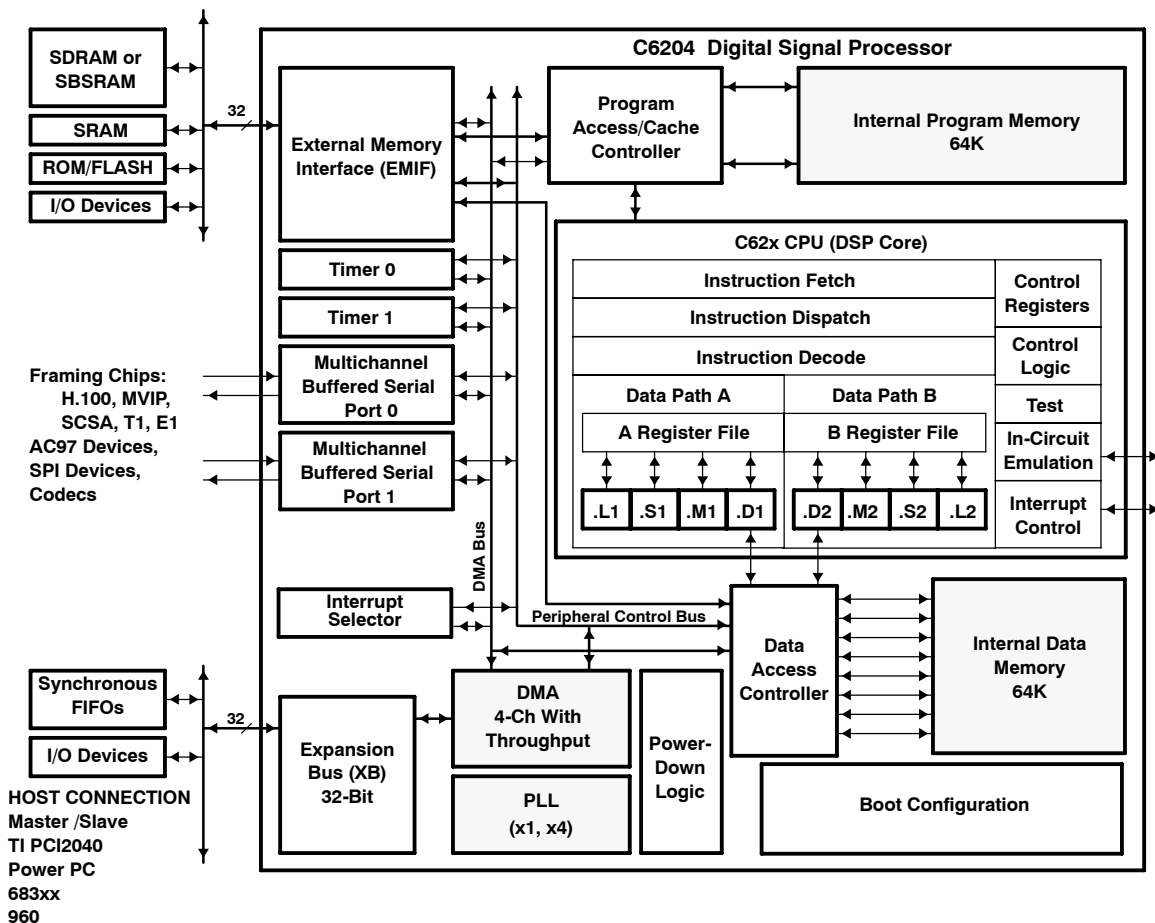 C6204 Digital Signal Processor
SDRAM or
SBSRAM
SRAM
ROM/FLASH
I/O Devices
32
External Memory
Interface (EMIF)
Program
Access/Cache
Controller
Internal Program Memory
64K
Timer 0
Timer 1
Framing Chips:
H.100, MVIP,
SCSA, T1, E1
AC97 Devices,
SPI Devices,
Codecs
Multichannel
Buffered Serial
Port 0
Multichannel
Buffered Serial
Port 1
C62x CPU (DSP Core)
Instruction Fetch
Instruction Dispatch
Instruction Decode
Data Path A
Data Path B
A Register File
B Register File
.L1
.S1
.M1
.D1
.D2
.M2
.S2
.L2
Control
Registers
Control
Logic
Test
In-Circuit
Emulation
Interrupt
Control
DMA Bus
Interrupt
Selector
Peripheral Control Bus
Data
Access
Controller
Internal Data
Memory
64K
Synchronous
FIFOs
I/O Devices
32
Expansion
Bus (XB)
32-Bit
DMA
4-Ch With
Throughput
PLL
(x1, x4)
Power-
Down
Logic
Boot Configuration
HOST CONNECTION
Master /Slave
TI PCI2040
Power PC
683xx
960